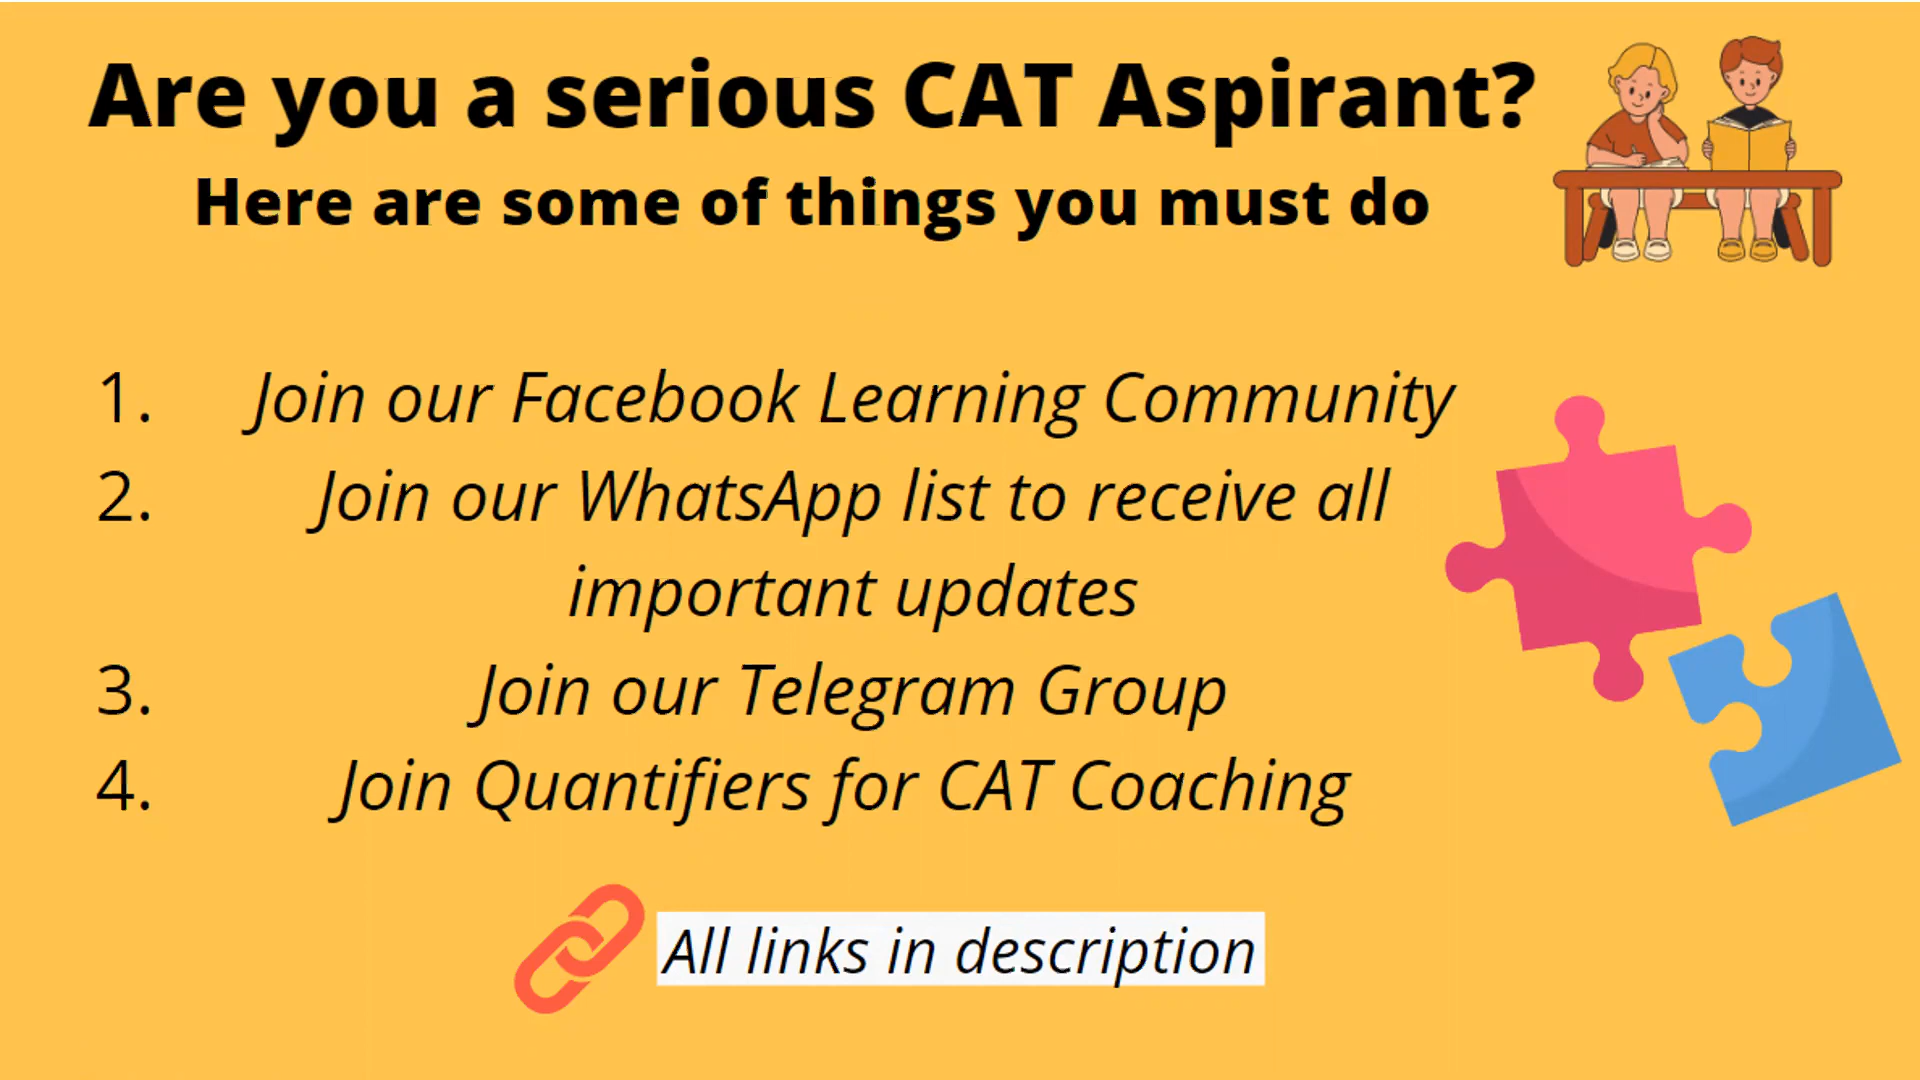 Are you a serious CAT Aspirant?
Here are some of things you must do
1. Join our Facebook Learning Community
2. Join our WhatsApp list to receive all
important updates
3. Join our Telegram Group
4. Join Quantifiers for CAT Coaching
All links in description